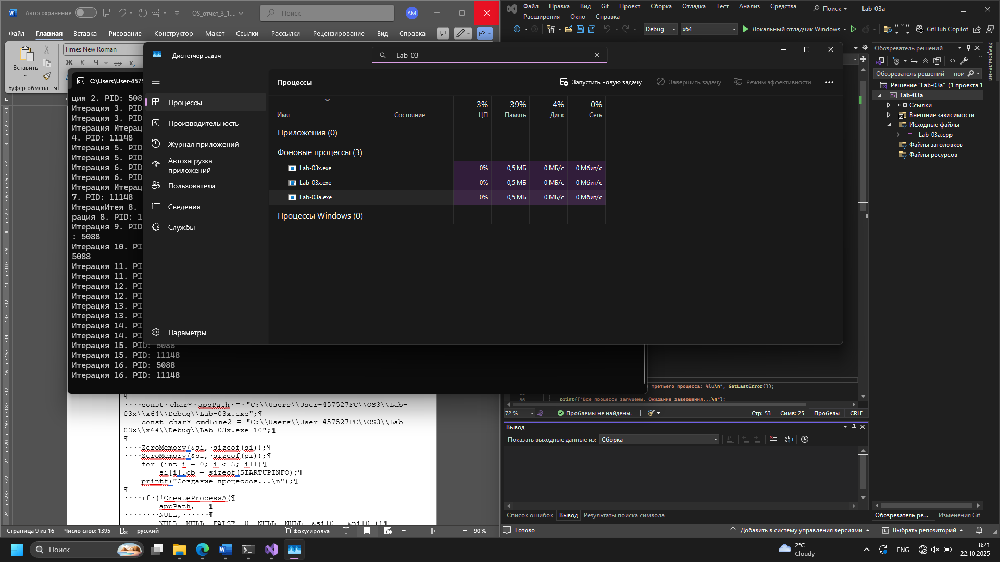 Автосохранение
OS_отчет_3_1....
Поиск
AM
Файл Главная Вставка Рисование Конструктор Макет Ссылки Рассылки Рецензирование Вид Справка
Вставить
Буфер обмена
Times New Roman
Ж К Ч ab x₂
C:\Users\User-4575
ция 2. PID: 508
Итерация 3. PID
Итерация 3. PID
Итерация Итерац
4. PID: 11148
Итерация 5. PID
Итерация 5. PID
Итерация 6. PID
Итерация 6. PID
Итерация Итерац
7. PID: 11148
ИтерациИтея 8.
рация 8. PID: 1
Итерация 9. PID
: 5088
Итерация 10. PI
5088
Итерация 11. PI
Итерация 11. PI
Итерация 12. PI
Итерация 12. PI
Итерация 13. PI
Итерация 13. PI
Итерация 14. PI
Итерация 14. PI
Итерация 15. PID: 5088
Итерация 15. PID: 11148
Итерация 16. PID: 5088
Итерация 16. PID: 11148
Диспетчер задач
Lab-03
Процессы
Производительность
Журнал приложений
Автозагрузка
приложений
Пользователи
Сведения
Службы
Параметры
Процессы
Запустить новую задачу
Завершить задачу
Режим эффективности
3% 39% 4% 0%
Имя Состояние ЦП Память Диск Сеть
Приложения (0)
Фоновые процессы (3)
Lab-03x.exe 0% 0,5 МБ 0 МБ/с 0 Мбит/с
Lab-03x.exe 0% 0,5 МБ 0 МБ/с 0 Мбит/с
Lab-03a.exe 0% 0,5 МБ 0 МБ/с 0 Мбит/с
Процессы Windows (0)
¶
····const·char*·appPath·=·"C:\\Users\\User-457527FC\\OS3\\Lab-
03x\\x64\\Debug\\Lab-03x.exe";¶
····const·char*·cmdLine2·=·"C:\\Users\\User-457527FC\\OS3\\Lab-
03x\\x64\\Debug\\Lab-03x.exe·10";¶
¶
····ZeroMemory(&si,·sizeof(si));¶
····ZeroMemory(&pi,·sizeof(pi));¶
····for·(int·i·=·0;·i·<·3;·i++)¶
········si[i].cb·=·sizeof(STARTUPINFO);¶
····printf("Создание·процессов...\n");¶
¶
····if·(!CreateProcessA(¶
········appPath,···¶
········NULL,······¶
········NULL,·NULL,·FALSE,·0,·NULL,·NULL,·&si[0],·&pi[0]))¶
Страница 9 из 16 Число слов: 1395 русский Фокусировка 90 %
Файл Правка Вид Git Проект Сборка Отладка Тест Анализ Средства
Расширения Окно Справка
Поиск
Lab-03a
Debug x64 Локальный отладчик Windows GitHub Copilot
Обозреватель решений
Обозреватель решений — пои
Решение "Lab-03a" (1 проекта 1
Lab-03a
Ссылки
Внешние зависимости
Исходные файлы
Lab-03a.cpp
Файлы заголовков
Файлы ресурсов
Уведомления
третьего процесса: %lu\n", GetLastError());
56 printf("Все процессы запущены. Ожидание завершения...\n");
72 % Проблемы не найдены. Стр: 53 Симв: 25 Пробелы CRLF
Вывод
Показать выходные данные из: Сборка
Список ошибок Вывод Результаты поиска символа
Обозреватель ре... Изменения Git
Готово Добавить в систему управления версиями Выбрать репозиторий
Поиск
2°C
Cloudy
ENG
8:21
22.10.2025